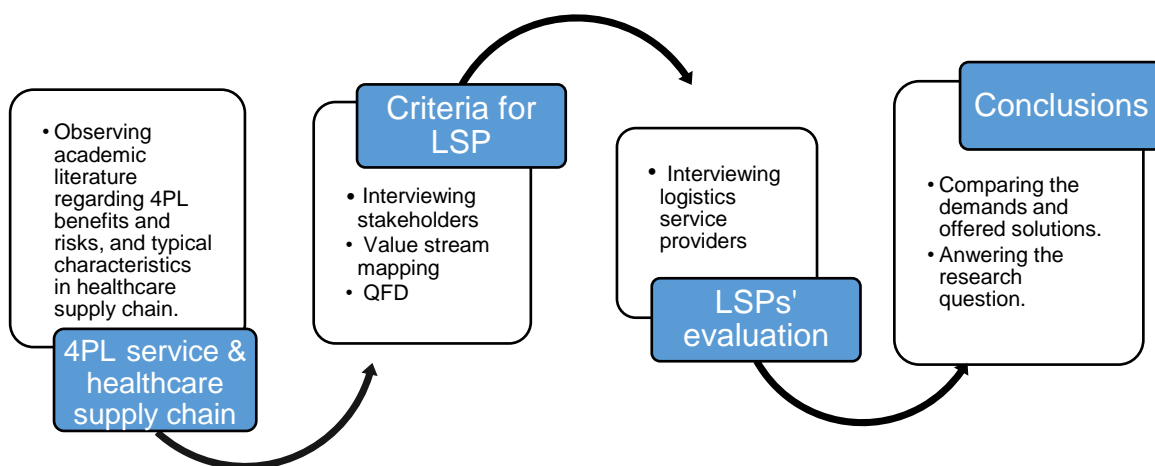 • Observing
academic
literature
regarding 4PL
benefits and
risks, and typical
characteristics
in healthcare
supply chain.
4PL service &
healthcare
supply chain
Criteria for
LSP
• Interviewing
stakeholders
• Value stream
mapping
• QFD
• Interviewing
logistics
service
providers
LSPs'
evaluation
Conclusions
• Comparing the
demands and
offered solutions.
• Anwering the
research
question.